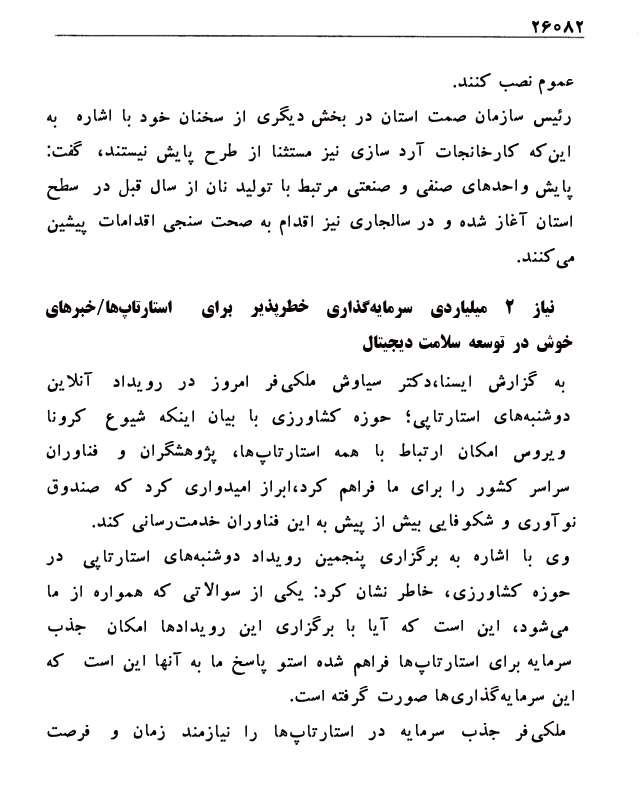 ۲۶۰۸۲
عموم نصب کنند.
رئیس سازمان صمت استان در بخش دیگری از سخنان خود با اشاره به
این‌که کارخانجات آرد سازی نیز مستثنا از طرح پایش نیستند، گفت:
پایش واحدهای صنفی و صنعتی مرتبط با تولید نان از سال قبل در سطح
استان آغاز شده و در سالجاری نیز اقدام به صحت سنجی اقدامات پیشین
می‌کنند.
نیاز ۲ میلیاردی سرمایه‌گذاری خطرپذیر برای استارتاپ‌ها/خبرهای
خوش در توسعه سلامت دیجیتال
به گزارش ایسنا،دکتر سیاوش ملکی‌فر امروز در رویداد آنلاین
دوشنبه‌های استارتاپی؛ حوزه کشاورزی با بیان اینکه شیوع کرونا
ویروس امکان ارتباط با همه استارتاپ‌ها، پژوهشگران و فناوران
سراسر کشور را برای ما فراهم کرد،ابراز امیدواری کرد که صندوق
نوآوری و شکوفایی بیش از پیش به این فناوران خدمت‌رسانی کند.
وی با اشاره به برگزاری پنجمین رویداد دوشنبه‌های استارتاپی در
حوزه کشاورزی، خاطر نشان کرد: یکی از سوالاتی که همواره از ما
می‌شود، این است که آیا با برگزاری این رویدادها امکان جذب
سرمایه برای استارتاپ‌ها فراهم شده استو پاسخ ما به آنها این است که
این سرمایه‌گذاری‌ها صورت گرفته است.
ملکی‌فر جذب سرمایه در استارتاپ‌ها را نیازمند زمان و فرصت